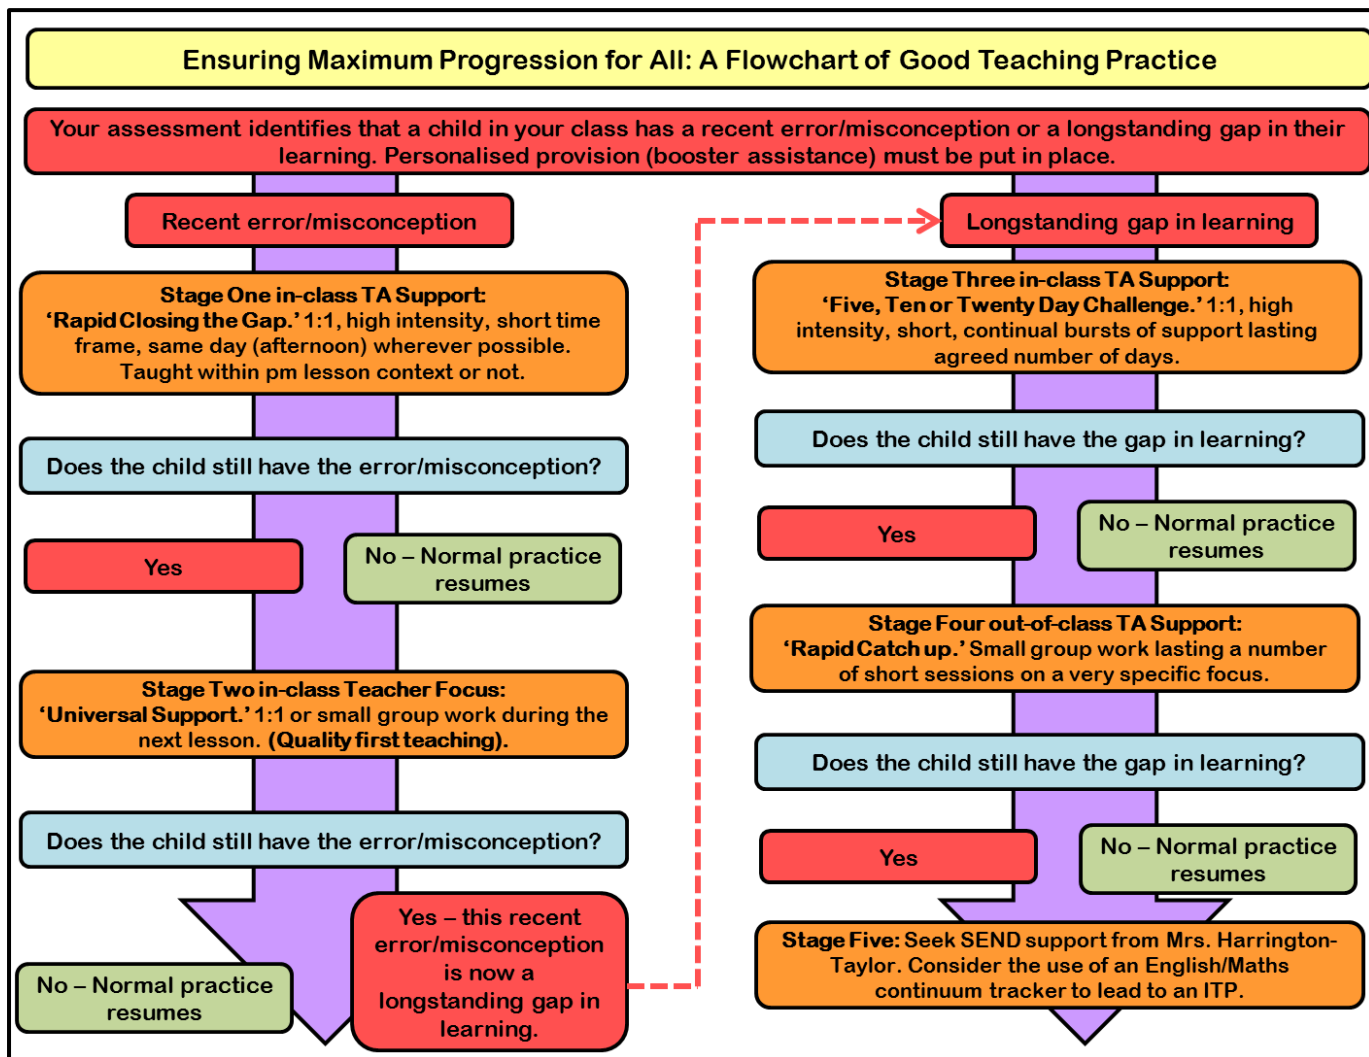 Ensuring Maximum Progression for All: A Flowchart of Good Teaching Practice
Your assessment identifies that a child in your class has a recent error/misconception or a longstanding gap in their
learning. Personalised provision (booster assistance) must be put in place.
Recent error/misconception
Stage One in-class TA Support:
‘Rapid Closing the Gap.’ 1:1, high intensity, short time
frame, same day (afternoon) wherever possible.
Taught within pm lesson context or not.
Does the child still have the error/misconception?
Yes
No – Normal practice
resumes
Stage Two in-class Teacher Focus:
‘Universal Support.’ 1:1 or small group work during the
next lesson. (Quality first teaching).
Does the child still have the error/misconception?
No – Normal practice
resumes
Yes – this recent
error/misconception
is now a
longstanding gap in
learning.
Longstanding gap in learning
Stage Three in-class TA Support:
‘Five, Ten or Twenty Day Challenge.’ 1:1, high
intensity, short, continual bursts of support lasting
agreed number of days.
Does the child still have the gap in learning?
Yes
No – Normal practice
resumes
Stage Four out-of-class TA Support:
‘Rapid Catch up.’ Small group work lasting a number
of short sessions on a very specific focus.
Does the child still have the gap in learning?
Yes
No – Normal practice
resumes
Stage Five: Seek SEND support from Mrs. Harrington-
Taylor. Consider the use of an English/Maths
continuum tracker to lead to an ITP.